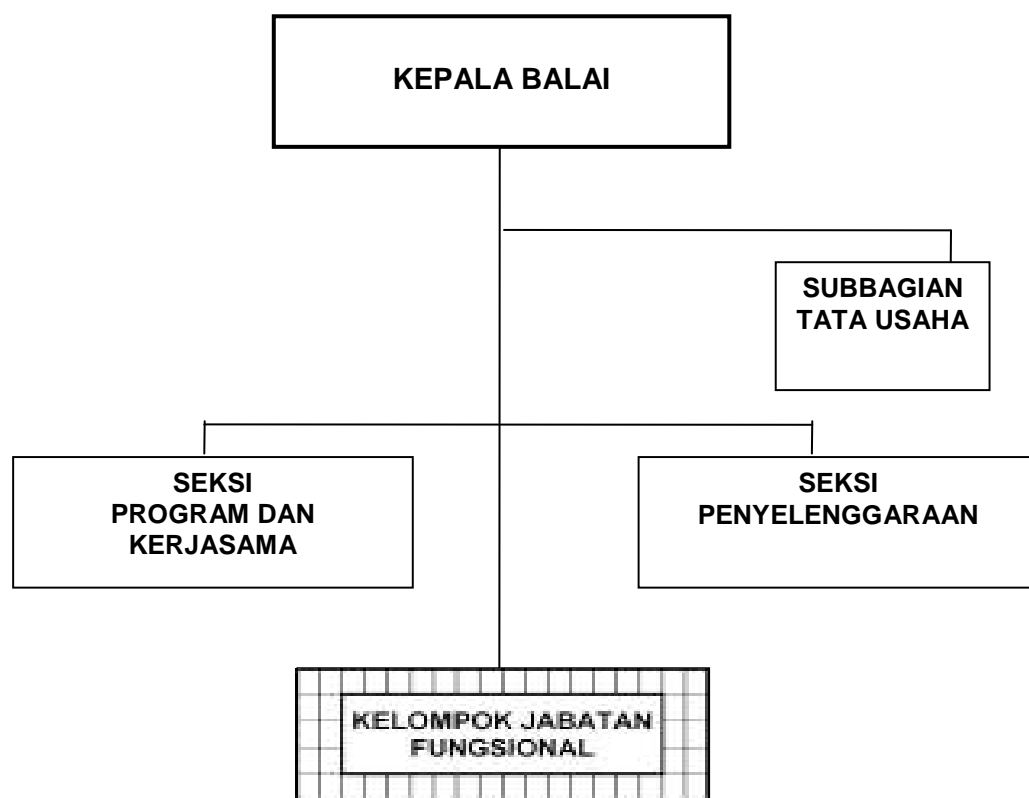 KEPALA BALAI
SUBBAGIAN
TATA USAHA
SEKSI
PROGRAM DAN
KERJASAMA
SEKSI
PENYELENGGARAAN
KELOMPOK JABATAN
FUNGSIONAL